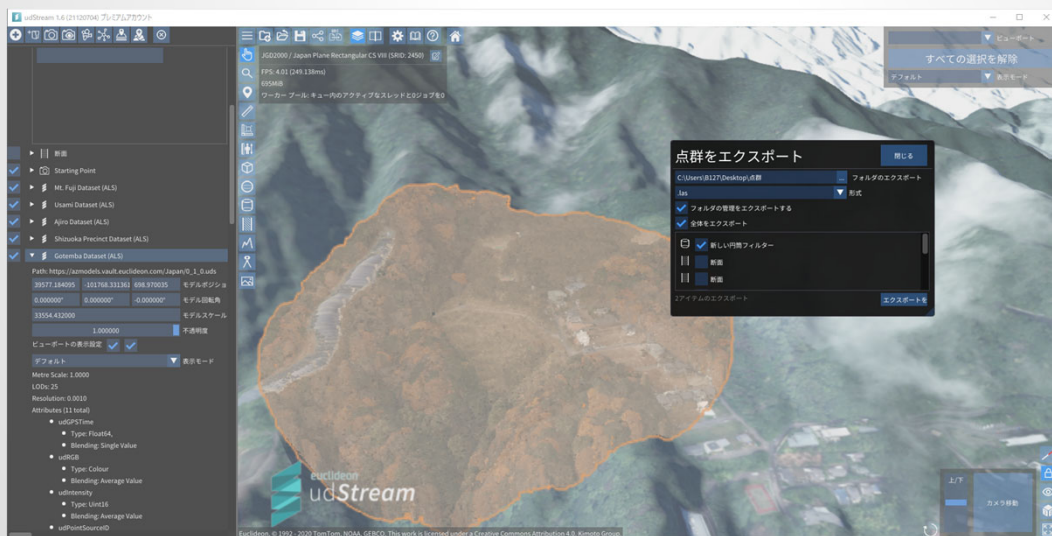 udStream 1.6 (21120704) プレミアムアカウント
断面
Starting Point
Mt. Fuji Dataset (ALS)
Usami Dataset (ALS)
Ajiro Dataset (ALS)
Shizuoka Precinct Dataset (ALS)
Gotemba Dataset (ALS)
Path: https://azmodels.vault.euclideon.com/Japan/0_1_0.uds
39577.184095 -101768.331361 698.970035 モデルポジショ
0.000000° 0.000000° -0.000000° モデル回転角
33554.432000 モデルスケール
1.000000 不透明度
ビューポートの表示設定
デフォルト 表示モード
Metre Scale: 1.0000
LODs: 25
Resolution: 0.0010
Attributes (11 total)
udGPSTime
Type: Float64,
Blending: Single Value
udRGB
Type: Colour
Blending: Average Value
udIntensity
Type: Uint16
Blending: Average Value
udPointSourceID
JGD2000 / Japan Plane Rectangular CS VIII (SRID: 2450)
FPS: 4.01 (249.138ms)
695MiB
ワーカー プール: キュー内のアクティブなスレッドと0ジョブを0
ビューポート
すべての選択を解除
デフォルト 表示モード
点群をエクスポート 閉じる
C:\Users\B127\Desktop\点群 ... フォルダのエクスポート
.las 形式
フォルダの管理をエクスポートする
全体をエクスポート
新しい円筒フィルター
断面
断面
2アイテムのエクスポート エクスポートを
上/下
カメラ移動
euclideon
udStream
Euclideon, © 1992 - 2020 TomTom, NOAA, GEBCO. This work is licensed under a Creative Commons Attribution 4.0. Kimoto Group